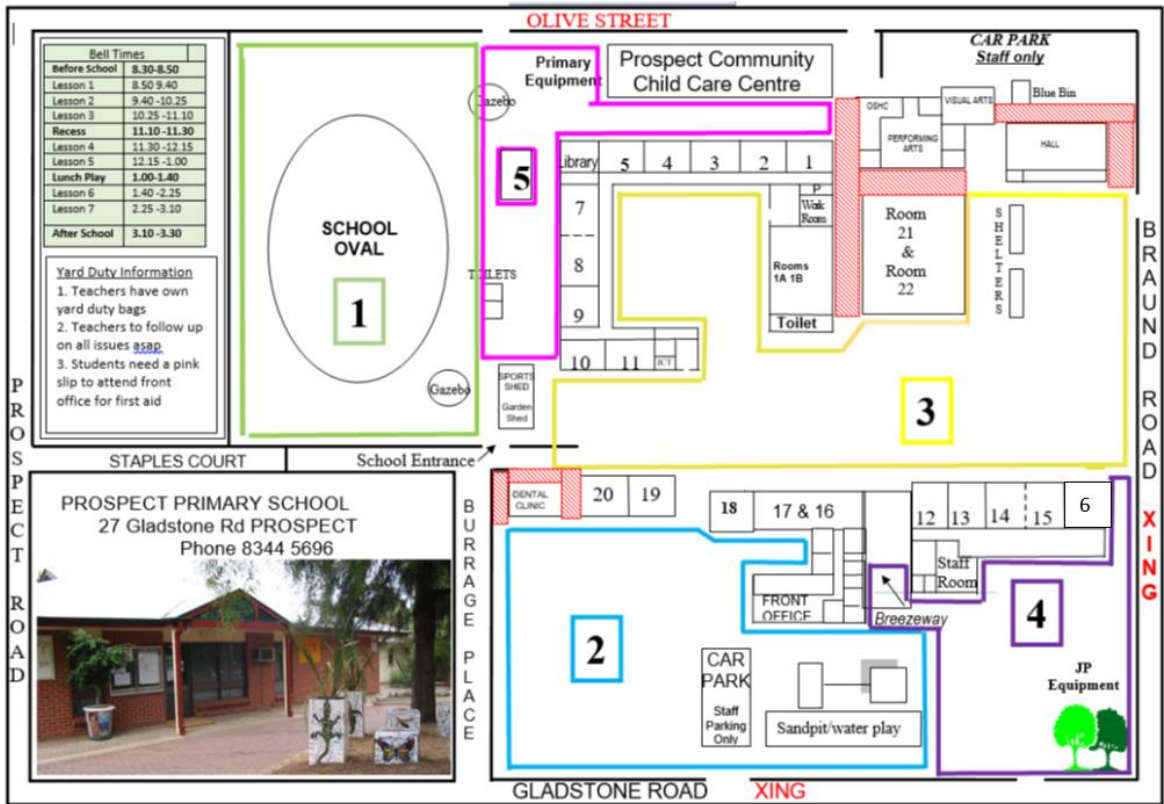 OLIVE STREET
Bell Times
Before School 8.30-8.50
Lesson 1 8.50 9.40
Lesson 2 9.40 -10.25
Lesson 3 10.25 -11.10
Recess 11.10 -11.30
Lesson 4 11.30 -12.15
Lesson 5 12.15 -1.00
Lunch Play 1.00-1.40
Lesson 6 1.40 -2.25
Lesson 7 2.25 -3.10
After School 3.10 -3.30
Yard Duty Information
1. Teachers have own
yard duty bags
2. Teachers to follow up
on all issues asap
3. Students need a pink
slip to attend front
office for first aid
SCHOOL
OVAL
1
Gazebo
Primary
Equipment
Gazebo
5
TOILETS
SPORTS
SHED
Garden
Shed
Prospect Community
Child Care Centre
Library
5
4
3
2
1
7
8
9
10
11
ICT
P
Work
Room
Rooms
1A 1B
Toilet
CAR PARK
Staff only
OSHC
VISUAL ARTS
Blue Bin
PERFORMING
ARTS
HALL
Room
21
&
Room
22
SHELTERS
3
BRAUND ROAD
XING
PROSPECT ROAD
STAPLES COURT
School Entrance
PROSPECT PRIMARY SCHOOL
27 Gladstone Rd PROSPECT
Phone 8344 5696
BURRAGE PLACE
DENTAL
CLINIC
20
19
18
17 & 16
12
13
14
15
6
Staff
Room
FRONT
OFFICE
Breezeway
2
4
CAR
PARK
Staff
Parking
Only
Sandpit/water play
JP
Equipment
GLADSTONE ROAD
XING